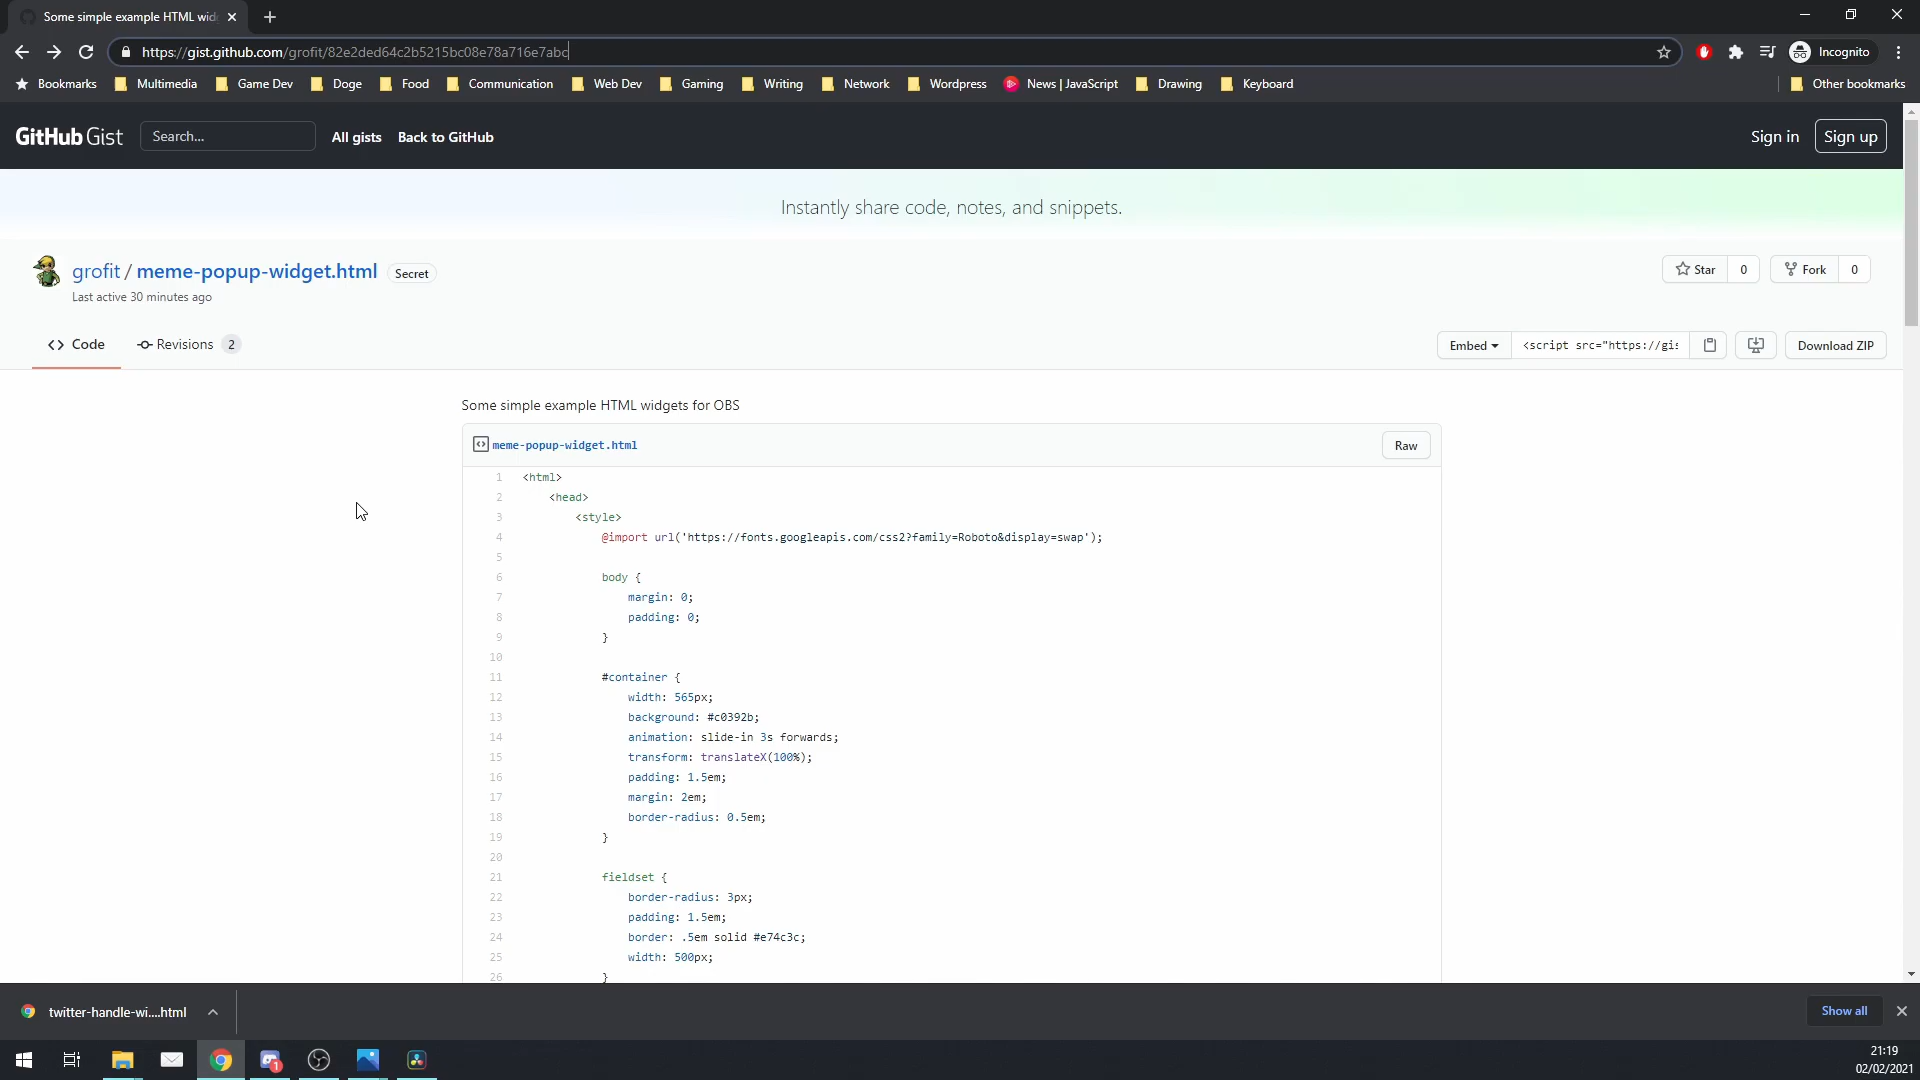 Some simple example HTML wid
https://gist.github.com/grofit/82e2ded64c2b5215bc08e78a716e7abc
Incognito
Bookmarks Multimedia Game Dev Doge Food Communication Web Dev Gaming Writing Network Wordpress News | JavaScript Drawing Keyboard Other bookmarks
GitHub Gist Search... All gists Back to GitHub Sign in Sign up
Instantly share code, notes, and snippets.
grofit / meme-popup-widget.html Secret
Star 0 Fork 0
Last active 30 minutes ago
Code Revisions 2
Embed <script src="https://gis Download ZIP
Some simple example HTML widgets for OBS
meme-popup-widget.html Raw
1 <html>
2 <head>
3 <style>
4 @import url('https://fonts.googleapis.com/css2?family=Roboto&display=swap');
5
6 body {
7 margin: 0;
8 padding: 0;
9 }
10
11 #container {
12 width: 565px;
13 background: #c0392b;
14 animation: slide-in 3s forwards;
15 transform: translateX(100%);
16 padding: 1.5em;
17 margin: 2em;
18 border-radius: 0.5em;
19 }
20
21 fieldset {
22 border-radius: 3px;
23 padding: 1.5em;
24 border: .5em solid #e74c3c;
25 width: 500px;
26 }
twitter-handle-wi....html Show all
1
21:19
02/02/2021